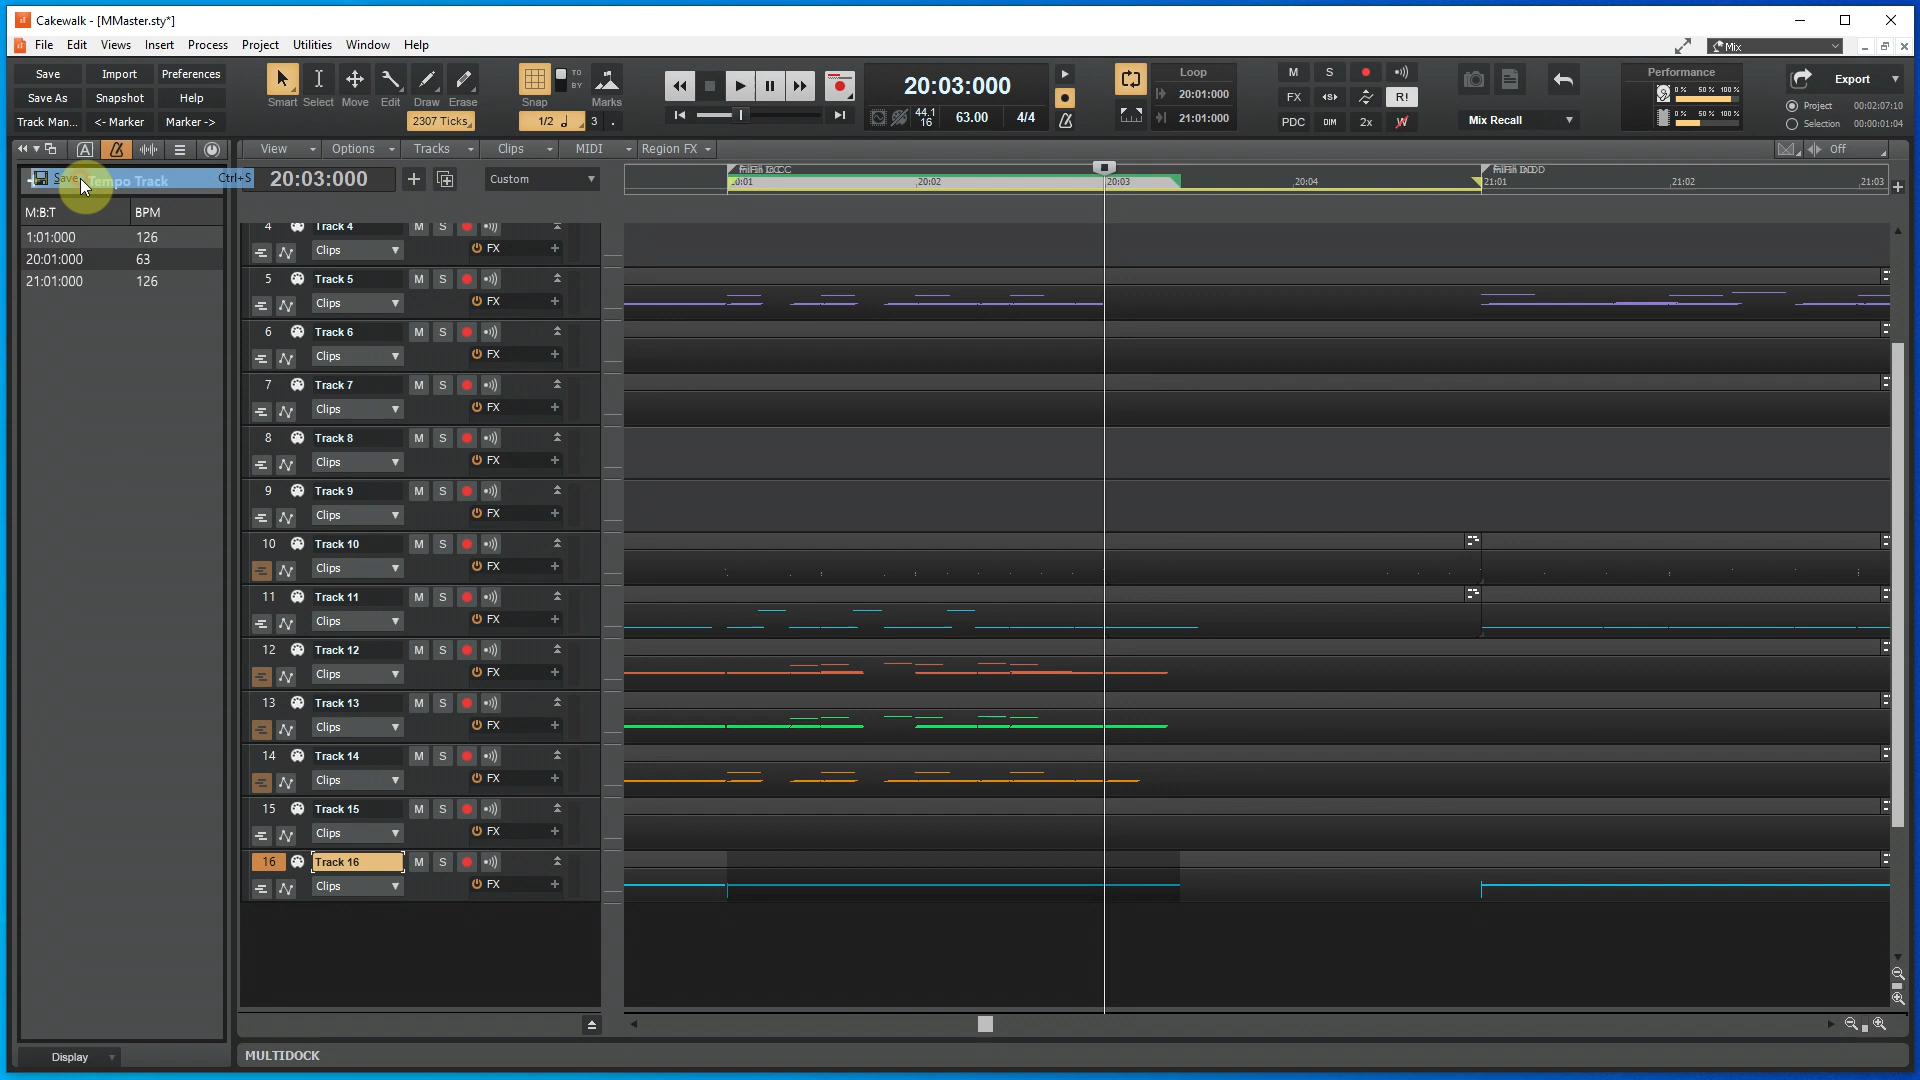 Cakewalk - [MMaster.sty*]
File Edit Views Insert Process Project Utilities Window Help
Mix
Save Import Preferences
Save As Snapshot Help
Track Man... <- Marker Marker ->
Smart Select Move Edit Draw Erase
2307 Ticks
Snap TO BY Marks
1/2 3 .
20:03:000
44.1
16
63.00
4/4
Loop
20:01:000
21:01:000
M S
FX R!
PDC DIM 2x W
Mix Recall
Performance
0 % 50 % 100 %
0 % 50 % 100 %
Export
Project 00:02:07:10
Selection 00:00:01:04
A
View Options Tracks Clips MIDI Region FX
Off
Save Ctrl+S
Tempo Track
20:03:000
Custom
20:02 20:03 20:04 21:01 21:02 21:03
M:B:T BPM
1:01:000 126
20:01:000 63
21:01:000 126
4 Track 4 M S
Clips FX
5 Track 5 M S
Clips FX
6 Track 6 M S
Clips FX
7 Track 7 M S
Clips FX
8 Track 8 M S
Clips FX
9 Track 9 M S
Clips FX
10 Track 10 M S
Clips FX
11 Track 11 M S
Clips FX
12 Track 12 M S
Clips FX
13 Track 13 M S
Clips FX
14 Track 14 M S
Clips FX
15 Track 15 M S
Clips FX
16 Track 16 M S
Clips FX
Display
MULTIDOCK